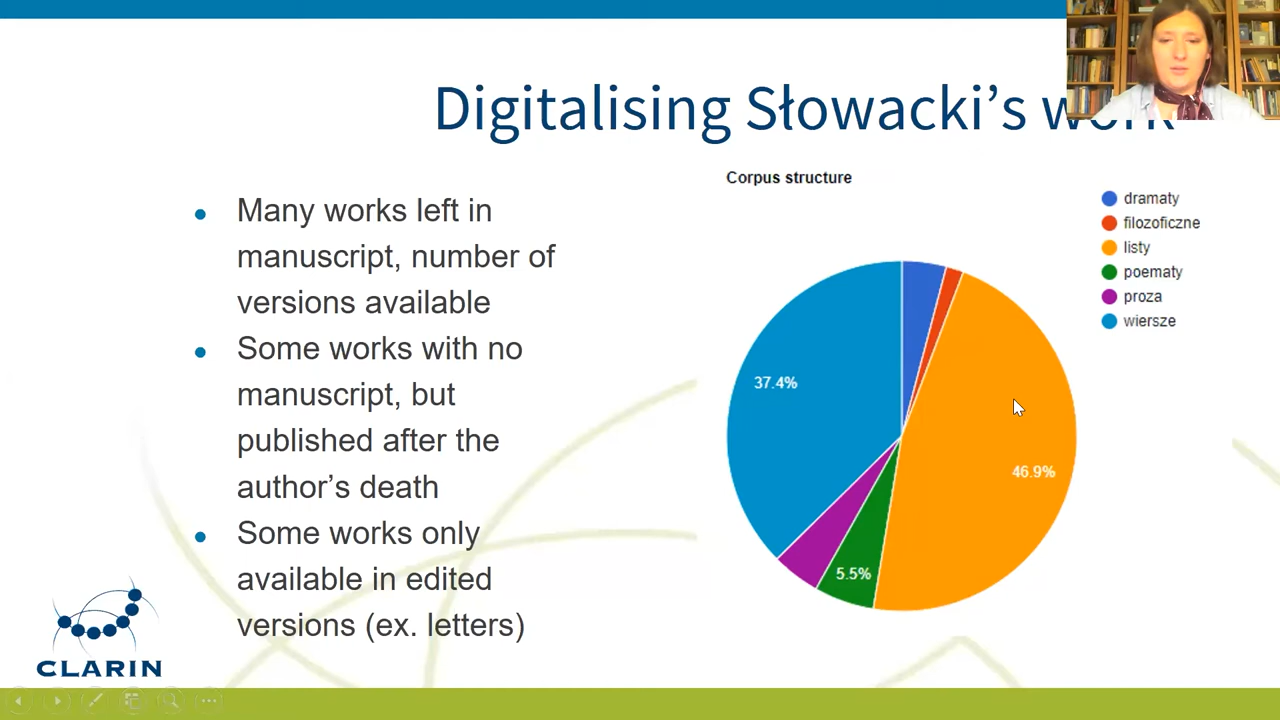 Digitalising Słowacki’s work
Many works left in
manuscript, number of
versions available
Some works with no
manuscript, but
published after the
author’s death
Some works only
available in edited
versions (ex. letters)
Corpus structure
dramaty
filozoficzne
listy
poematy
proza
wiersze
37.4%
46.9%
5.5%
CLARIN